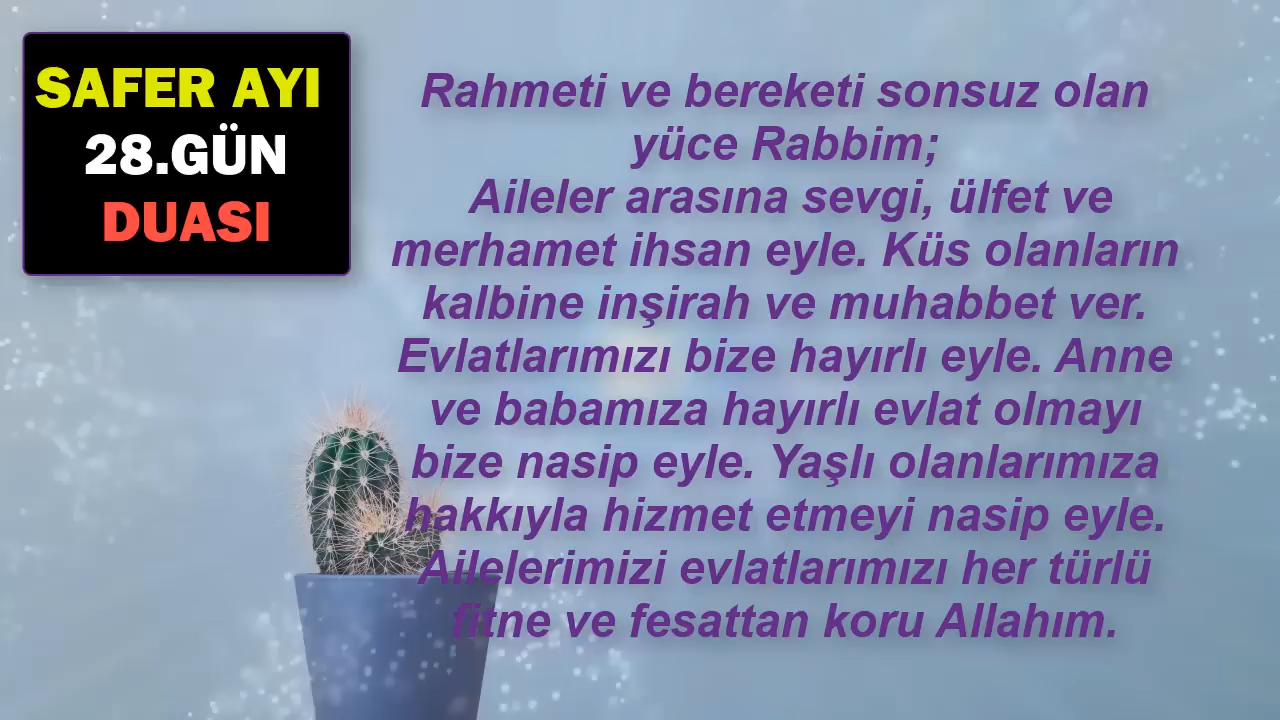 SAFER AYI
28.GÜN
DUASI
Rahmeti ve bereketi sonsuz olan
yüce Rabbim;
Aileler arasına sevgi, ülfet ve
merhamet ihsan eyle. Küs olanların
kalbine inşirah ve muhabbet ver.
Evlatlarımızı bize hayırlı eyle. Anne
ve babamıza hayırlı evlat olmayı
bize nasip eyle. Yaşlı olanlarımıza
hakkıyla hizmet etmeyi nasip eyle.
Ailelerimizi evlatlarımızı her türlü
fitne ve fesattan koru Allahım.